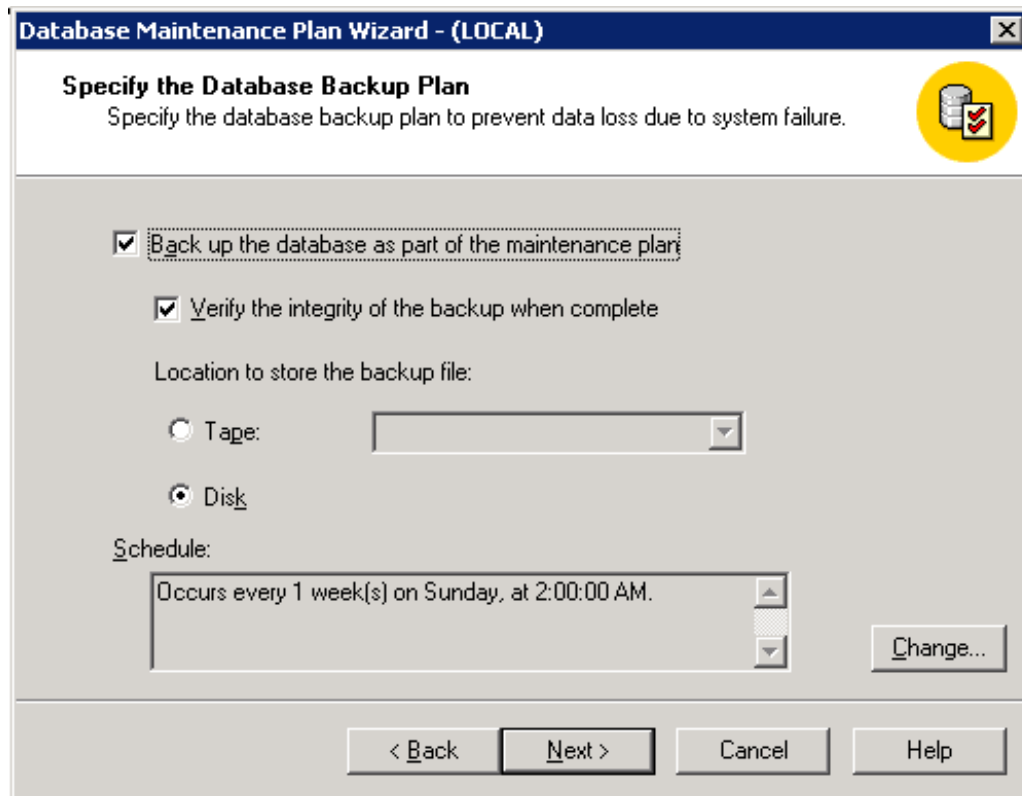 Database Maintenance Plan Wizard - (LOCAL)
Specify the Database Backup Plan
Specify the database backup plan to prevent data loss due to system failure.
Back up the database as part of the maintenance plan
Verify the integrity of the backup when complete
Location to store the backup file:
Tape:
Disk
Schedule:
Occurs every 1 week(s) on Sunday, at 2:00:00 AM.
Change...
< Back
Next >
Cancel
Help